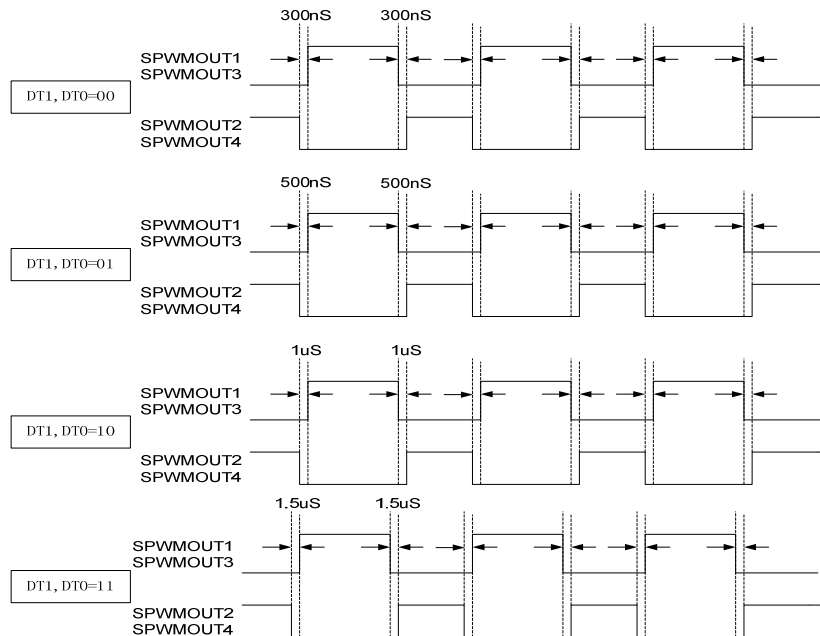 300nS 300nS
SPWMOUT1
SPWMOUT3
DT1, DT0=00
SPWMOUT2
SPWMOUT4
500nS 500nS
SPWMOUT1
SPWMOUT3
DT1, DT0=01
SPWMOUT2
SPWMOUT4
1uS 1uS
SPWMOUT1
SPWMOUT3
DT1, DT0=10
SPWMOUT2
SPWMOUT4
1.5uS 1.5uS
SPWMOUT1
SPWMOUT3
DT1, DT0=11
SPWMOUT2
SPWMOUT4